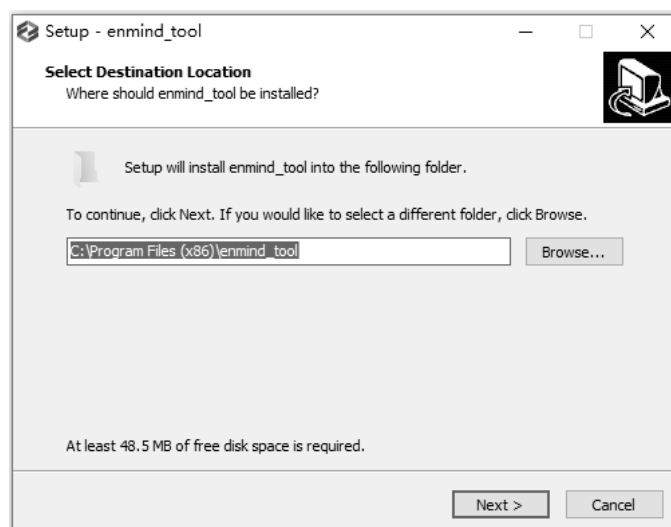 Setup - enmind_tool
Select Destination Location
Where should enmind_tool be installed?
Setup will install enmind_tool into the following folder.
To continue, click Next. If you would like to select a different folder, click Browse.
C:\Program Files (x86)\enmind_tool
Browse...
At least 48.5 MB of free disk space is required.
Next >
Cancel